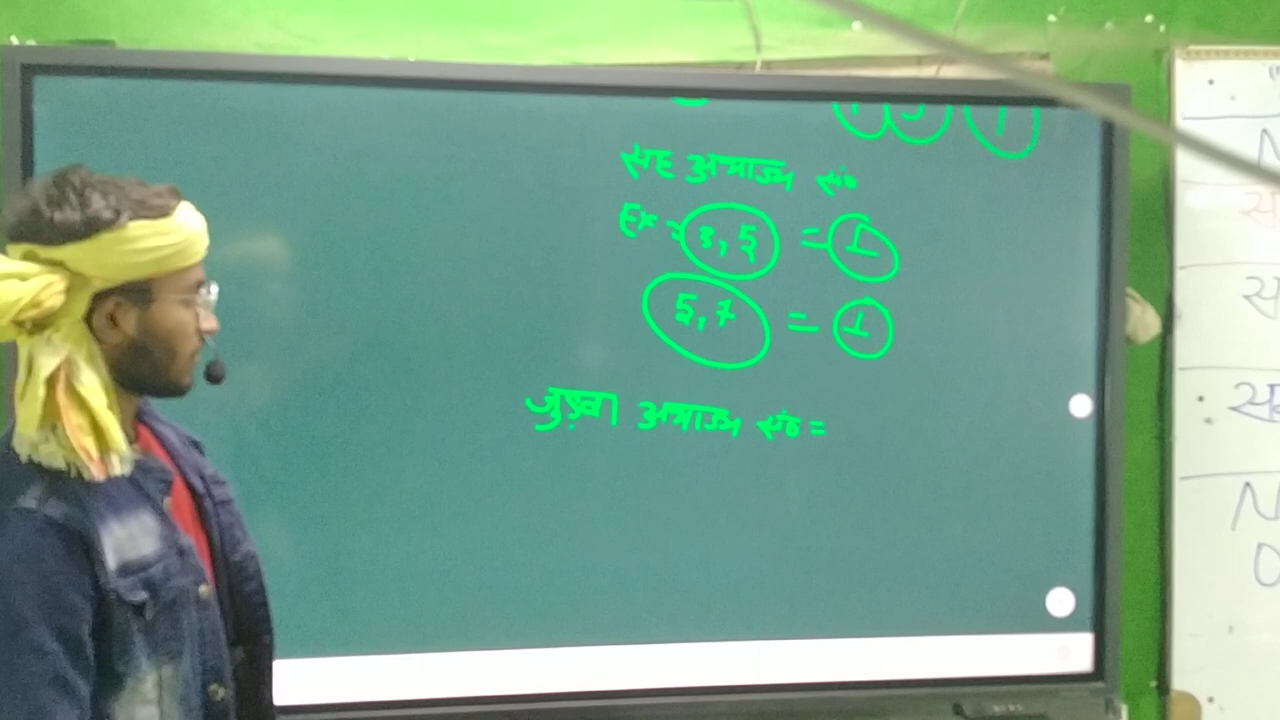 सह अभाज्य सं०
Ex = 3, 5 = 1
5, 7 = 1
जुड़वा अभाज्य सं० =